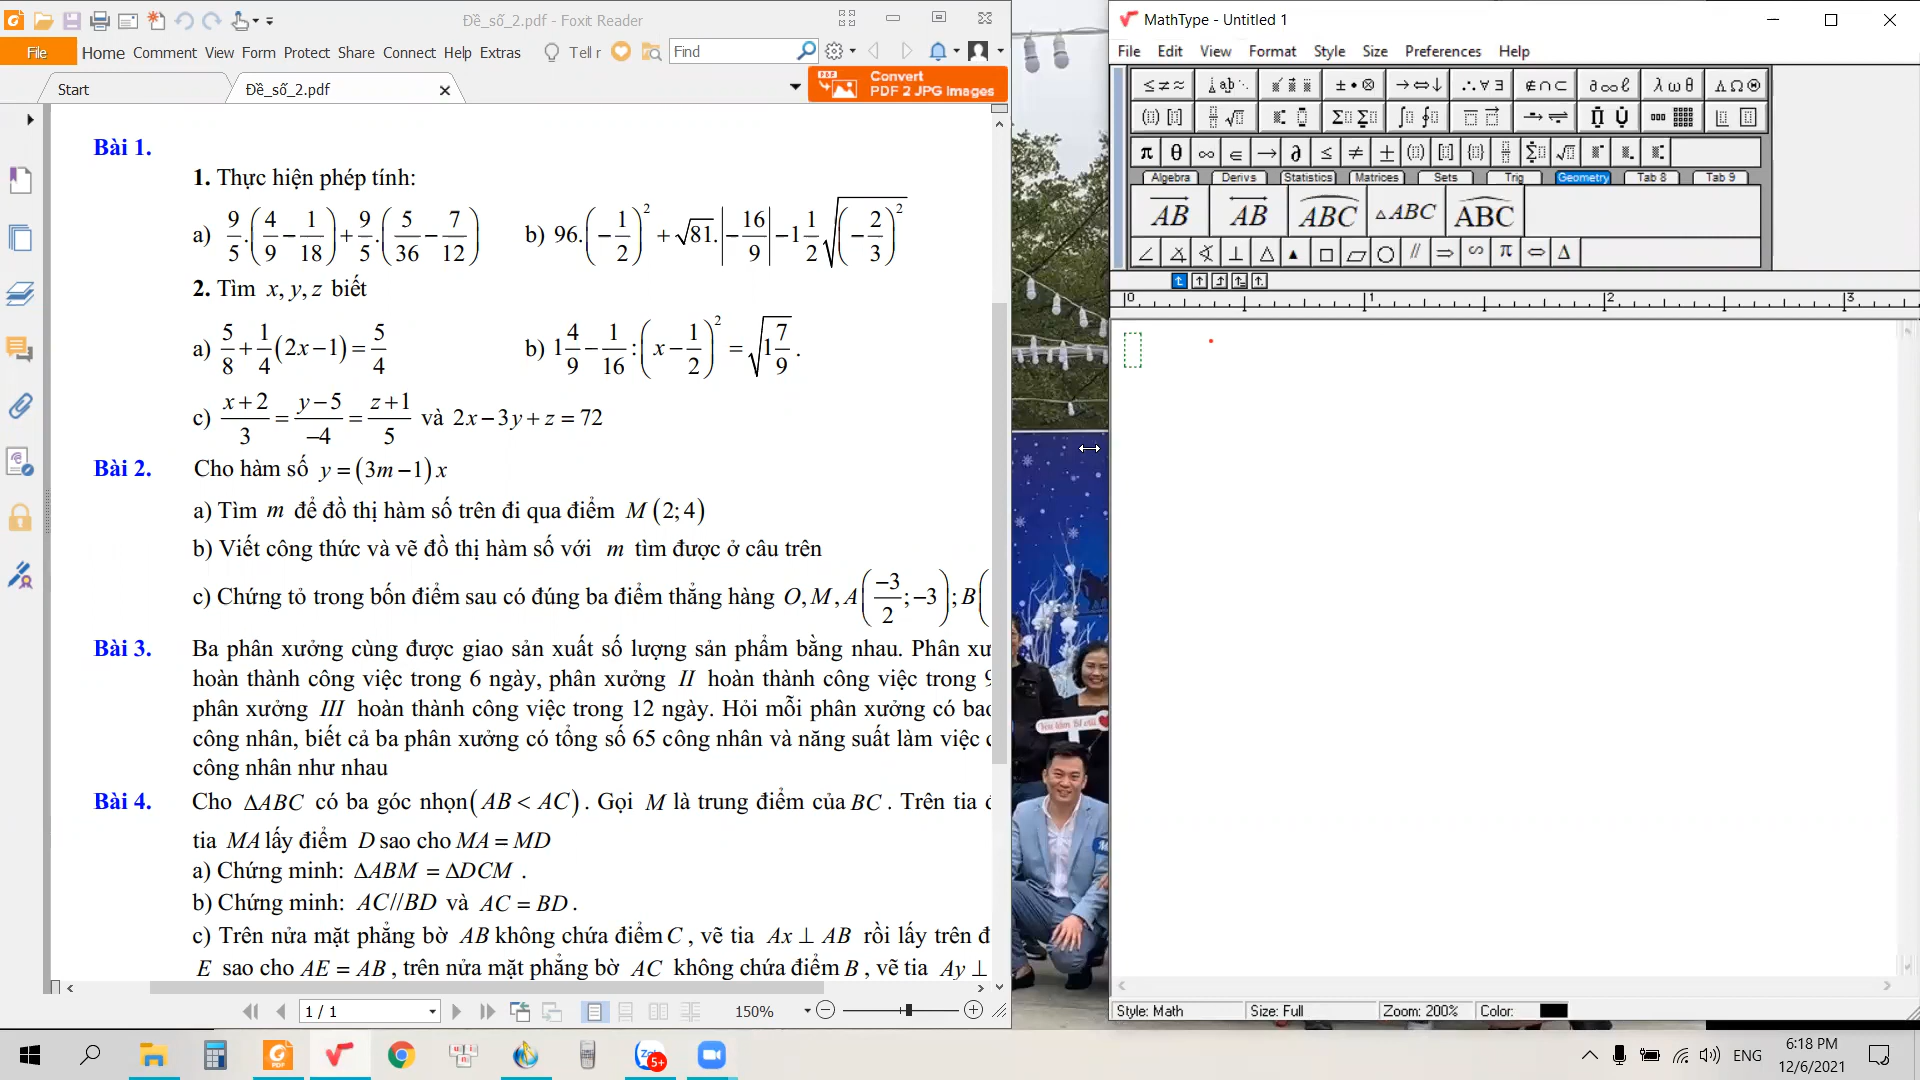 Đề_số_2.pdf - Foxit Reader
File Home Comment View Form Protect Share Connect Help Extras Tell r Find
Start Đề_số_2.pdf Convert PDF 2 JPG Images
Bài 1.
1. Thực hiện phép tính:
a) 9/5.(4/9−1/18)+9/5.(5/36−7/12) b) 96.(−1/2)²+√81.|−16/9|−1 1/2√(−2/3)²
2. Tìm x, y, z biết
a) 5/8+1/4(2x−1)=5/4 b) 1 4/9−1/16:(x−1/2)²=√1 7/9.
c) x+2/3=y−5/−4=z+1/5 và 2x−3y+z=72
Bài 2. Cho hàm số y=(3m−1)x
a) Tìm m để đồ thị hàm số trên đi qua điểm M(2;4)
b) Viết công thức và vẽ đồ thị hàm số với m tìm được ở câu trên
c) Chứng tỏ trong bốn điểm sau có đúng ba điểm thẳng hàng O,M,A(−3/2;−3);B(
Bài 3. Ba phân xưởng cùng được giao sản xuất số lượng sản phẩm bằng nhau. Phân xư
hoàn thành công việc trong 6 ngày, phân xưởng II hoàn thành công việc trong 9
phân xưởng III hoàn thành công việc trong 12 ngày. Hỏi mỗi phân xưởng có bao
công nhân, biết cả ba phân xưởng có tổng số 65 công nhân và năng suất làm việc
công nhân như nhau
Bài 4. Cho ΔABC có ba góc nhọn(AB<AC). Gọi M là trung điểm của BC. Trên tia
tia MA lấy điểm D sao cho MA=MD
a) Chứng minh: ΔABM=ΔDCM.
b) Chứng minh: AC//BD và AC=BD.
c) Trên nửa mặt phẳng bờ AB không chứa điểm C, vẽ tia Ax⊥AB rồi lấy trên
E sao cho AE=AB, trên nửa mặt phẳng bờ AC không chứa điểm B, vẽ tia Ay⊥
1 / 1 150%
MathType - Untitled 1
File Edit View Format Style Size Preferences Help
Algebra Derivs Statistics Matrices Sets Trig Geometry Tab 8 Tab 9
AB AB ABC △ABC ABC
0 1 2 3
Style: Math Size: Full Zoom: 200% Color:
5+ ENG 6:18 PM
12/6/2021